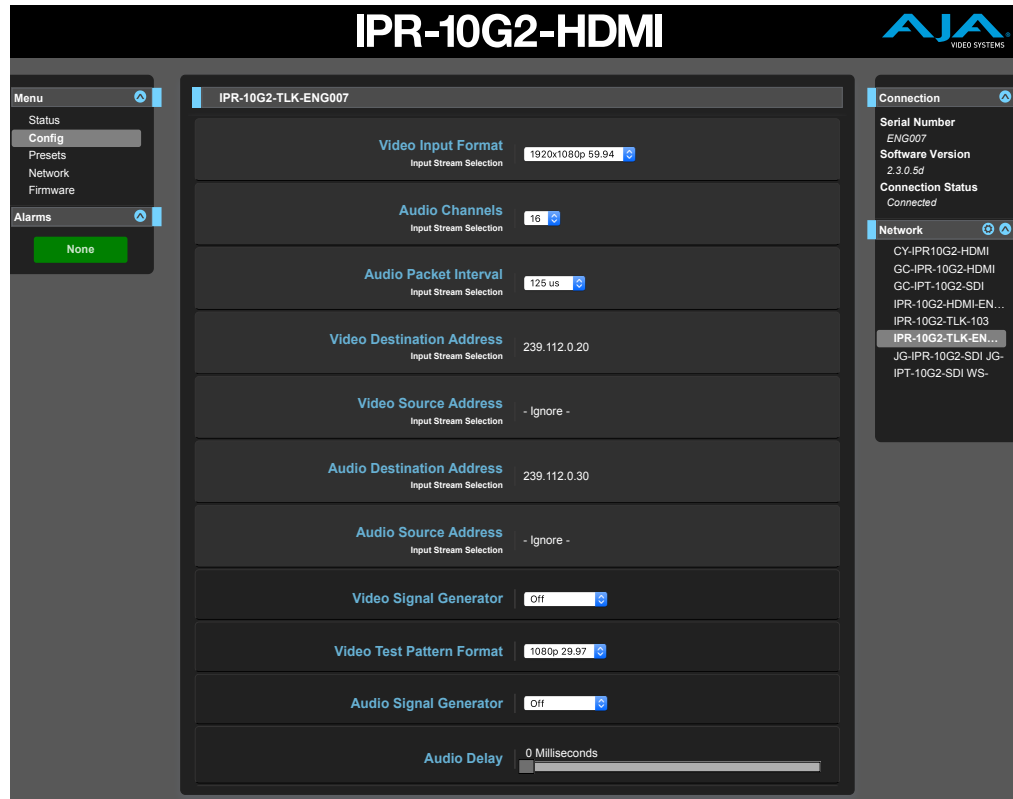 IPR-10G2-HDMI
AJA
VIDEO SYSTEMS
Menu
Status
Config
Presets
Network
Firmware
Alarms
None
IPR-10G2-TLK-ENG007
Video Input Format
Input Stream Selection
1920x1080p 59.94
Audio Channels
Input Stream Selection
16
Audio Packet Interval
Input Stream Selection
125 us
Video Destination Address
Input Stream Selection
239.112.0.20
Video Source Address
Input Stream Selection
- Ignore -
Audio Destination Address
Input Stream Selection
239.112.0.30
Audio Source Address
Input Stream Selection
- Ignore -
Video Signal Generator
Off
Video Test Pattern Format
1080p 29.97
Audio Signal Generator
Off
Audio Delay
0 Milliseconds
Connection
Serial Number
ENG007
Software Version
2.3.0.5d
Connection Status
Connected
Network
CY-IPR10G2-HDMI
GC-IPR-10G2-HDMI
GC-IPT-10G2-SDI
IPR-10G2-HDMI-EN...
IPR-10G2-TLK-103
IPR-10G2-TLK-EN...
JG-IPR-10G2-SDI JG-
IPT-10G2-SDI WS-